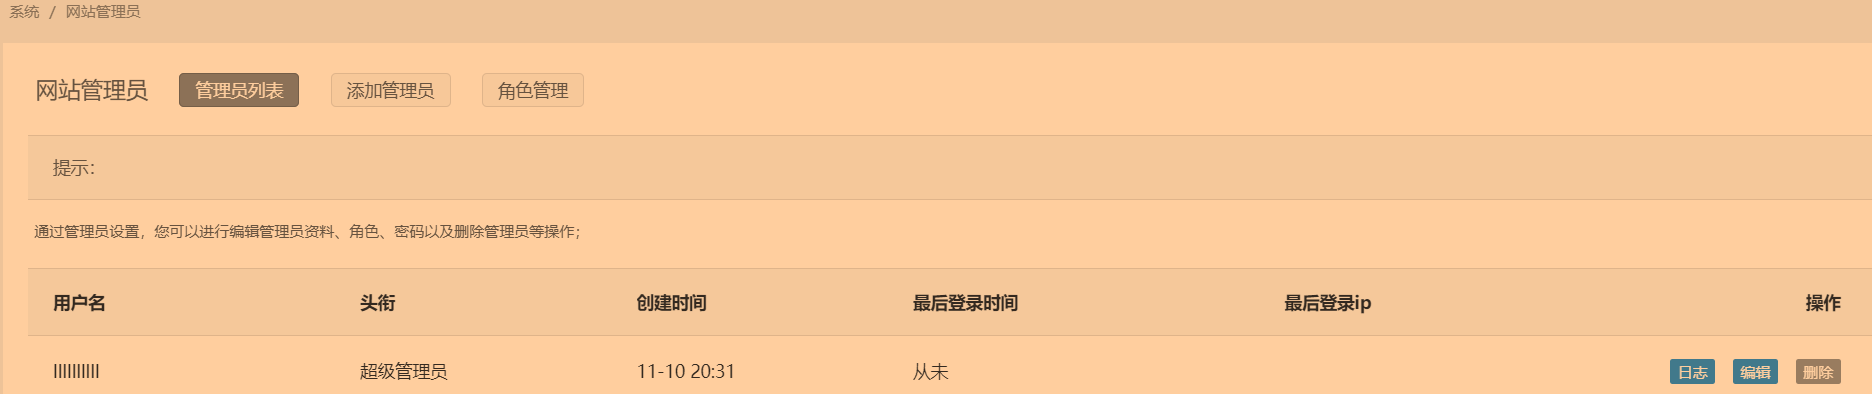 系统 / 网站管理员
网站管理员 管理员列表 添加管理员 角色管理
提示：
通过管理员设置，您可以进行编辑管理员资料、角色、密码以及删除管理员等操作；
用户名 头衔 创建时间 最后登录时间 最后登录ip 操作
超级管理员 11-10 20:31 从未 日志 编辑 删除